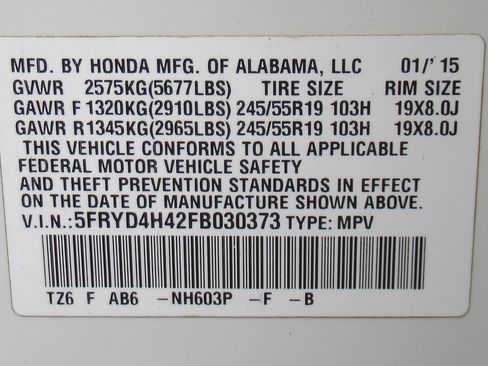 MFD. BY HONDA MFG. OF ALABAMA, LLC 01/'15
GVWR 2575KG(5677LBS) TIRE SIZE RIM SIZE
GAWR F 1320KG(2910LBS) 245/55R19 103H 19X8.0J
GAWR R1345KG(2965LBS) 245/55R19 103H 19X8.0J
THIS VEHICLE CONFORMS TO ALL APPLICABLE
FEDERAL MOTOR VEHICLE SAFETY
AND THEFT PREVENTION STANDARDS IN EFFECT
ON THE DATE OF MANUFACTURE SHOWN ABOVE.
V.I.N.:5FRYD4H42FB030373 TYPE: MPV
TZ6 F AB6 -NH603P -F -B